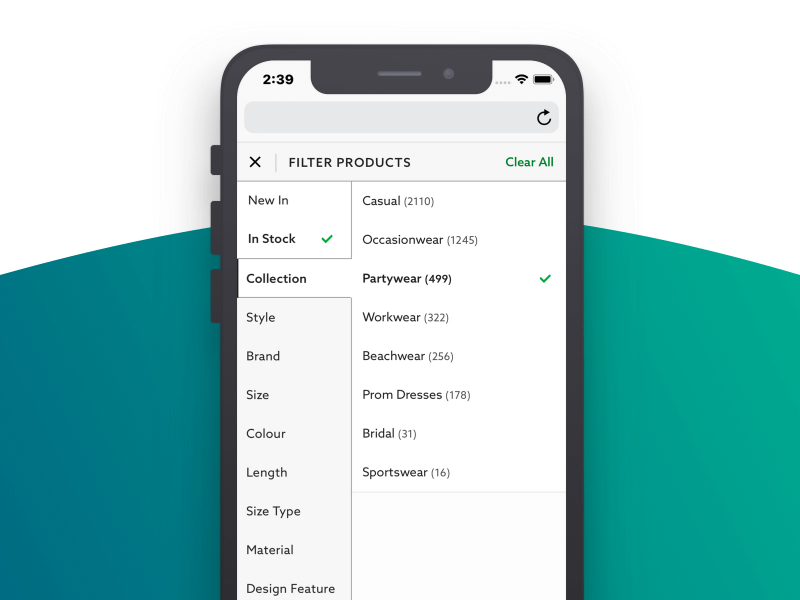 2:39
FILTER PRODUCTS
Clear All
New In
In Stock
Collection
Style
Brand
Size
Colour
Length
Size Type
Material
Design Feature
Casual (2110)
Occasionwear (1245)
Partywear (499)
Workwear (322)
Beachwear (256)
Prom Dresses (178)
Bridal (31)
Sportswear (16)